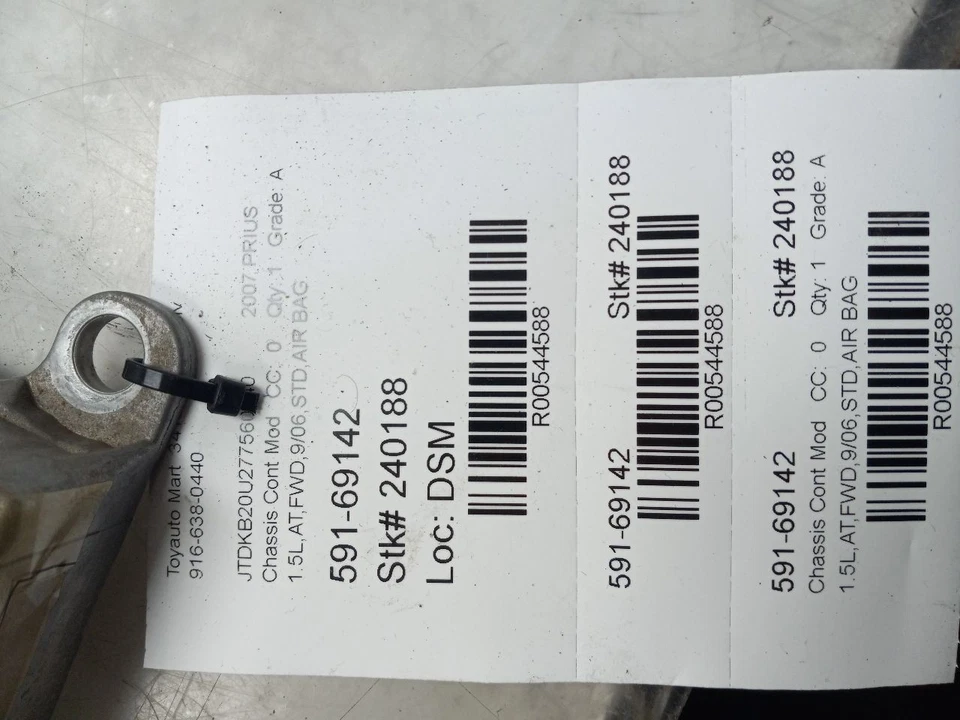 Toyauto Mart
916-638-0440
2007 PRIUS
Chassis Cont Mod CC: 0 Qty: 1 Grade: A
1.5L,AT,FWD,9/06,STD,AIR BAG
591-69142
Stk# 240188
Loc: DSM
R00544588
591-69142 Stk# 240188
R00544588
591-69142 Stk# 240188
Chassis Cont Mod CC: 0 Qty: 1 Grade: A
1.5L,AT,FWD,9/06,STD,AIR BAG
R00544588